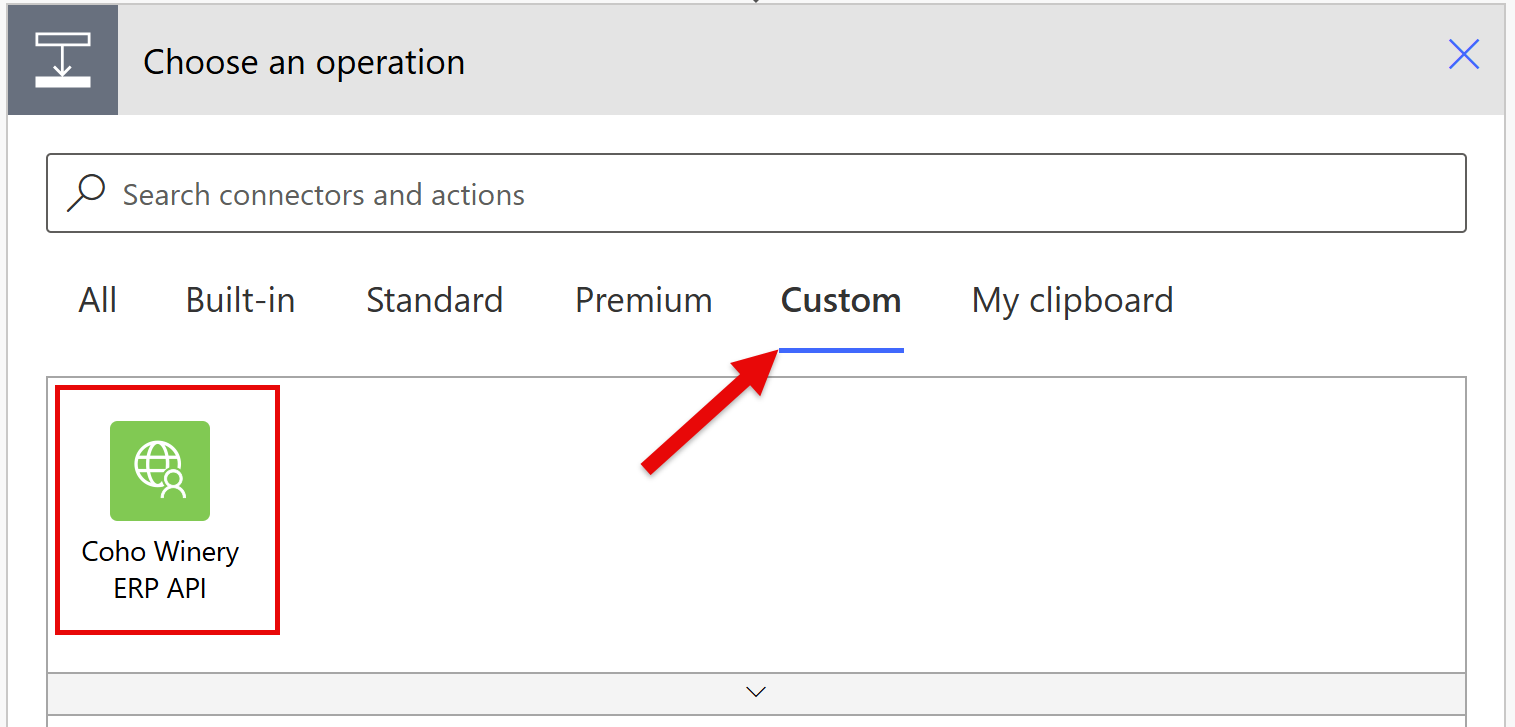 Choose an operation
Search connectors and actions
All Built-in Standard Premium Custom My clipboard
Coho Winery
ERP API